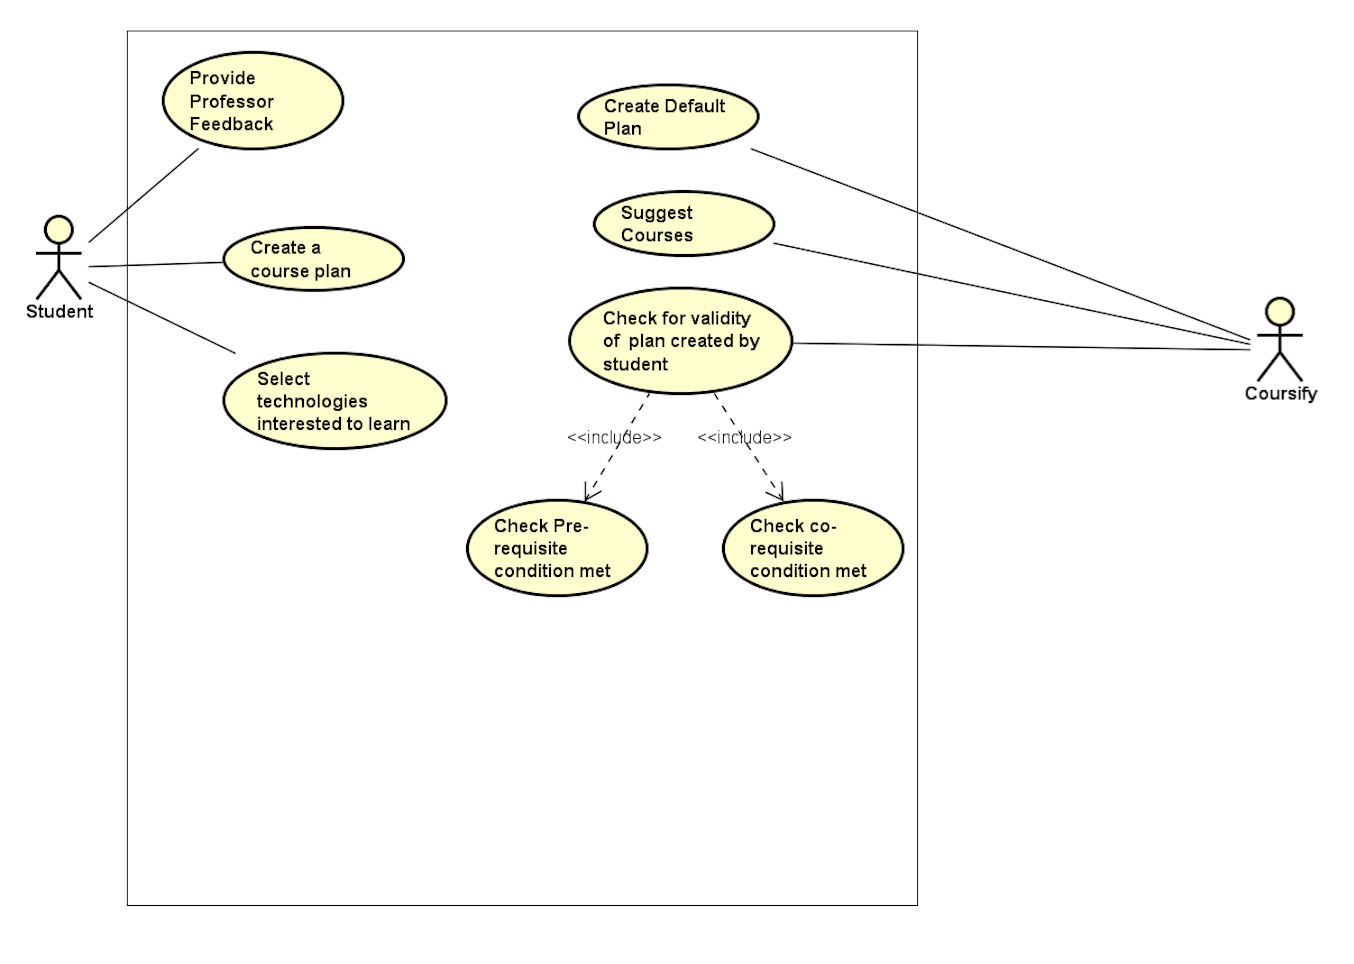 Provide
Professor
Feedback
Create Default
Plan
Suggest
Courses
Create a
course plan
Student
Check for validity
of  plan created by
student
Coursify
Select
technologies
interested to learn
<<include>>
<<include>>
Check Pre-
requisite
condition met
Check co-
requisite
condition met